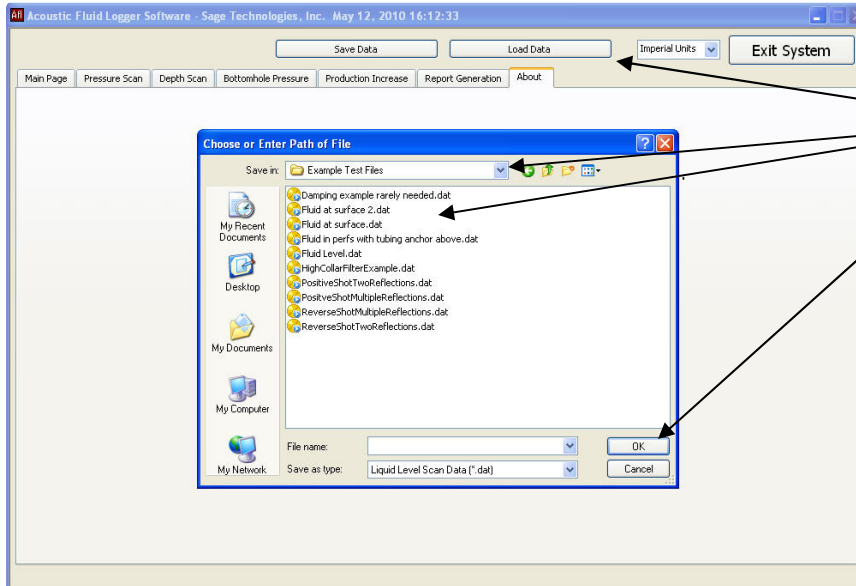 Afl Acoustic Fluid Logger Software - Sage Technologies, Inc. May 12, 2010 16:12:33
Save Data Load Data Imperial Units Exit System
Main Page Pressure Scan Depth Scan Bottomhole Pressure Production Increase Report Generation About
Choose or Enter Path of File
Save in: Example Test Files
My Recent Documents
Desktop
My Documents
My Computer
My Network
Damping example rarely needed.dat
Fluid at surface 2.dat
Fluid at surface.dat
Fluid in perfs with tubing anchor above.dat
Fluid Level.dat
HighCollarFilterExample.dat
PositiveShotTwoReflections.dat
PositveShotMultipleReflections.dat
ReverseShotMultipleReflections.dat
ReverseShotTwoReflections.dat
File name: OK
Save as type: Liquid Level Scan Data (*.dat) Cancel